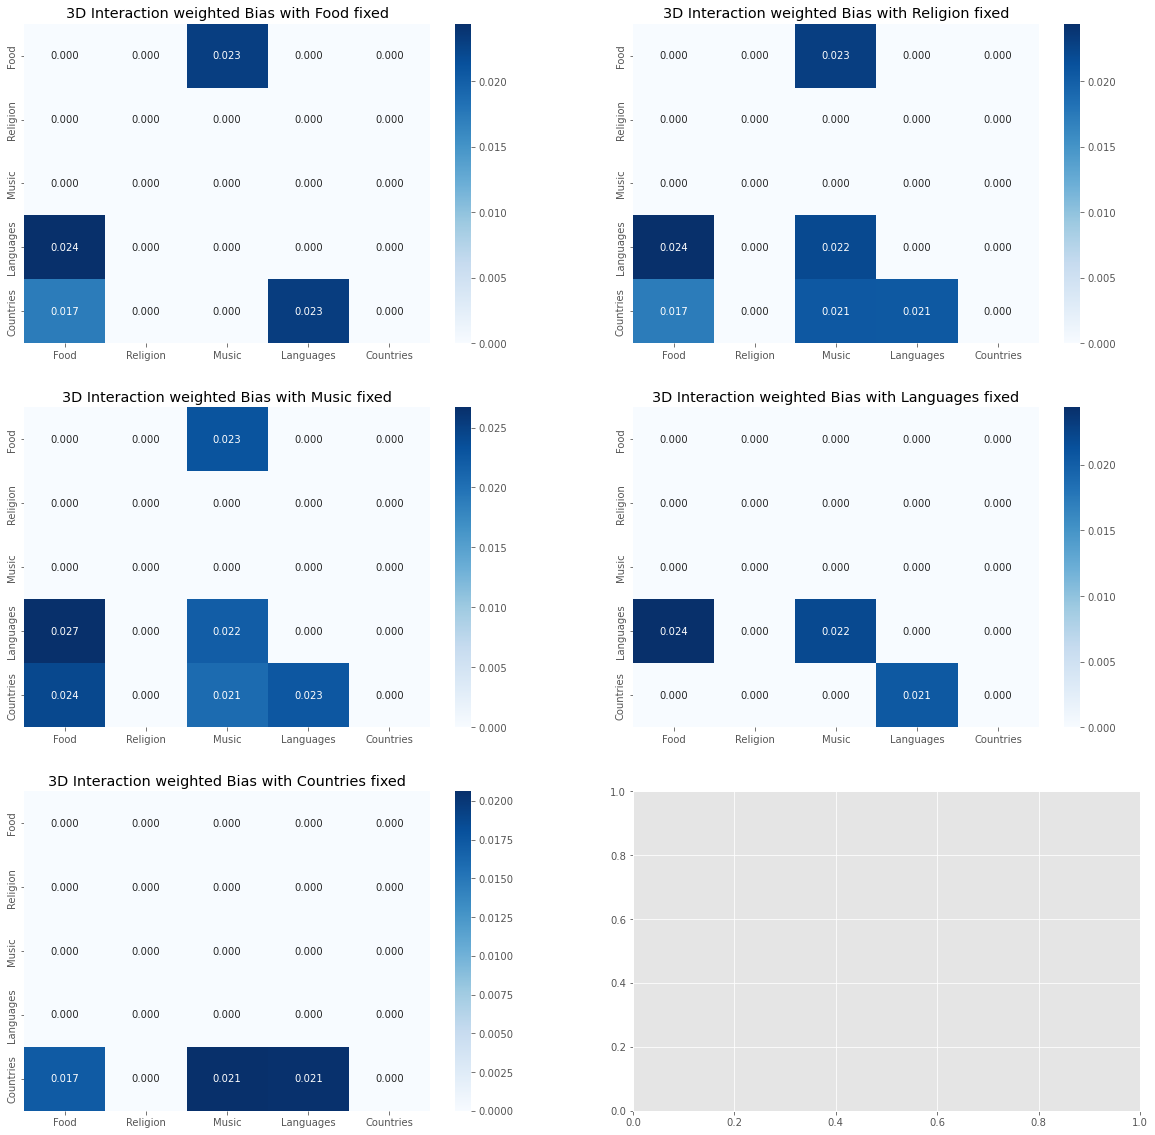 3D Interaction weighted Bias with Food fixed
Food 0.000 0.000 0.023 0.000 0.000
Religion 0.000 0.000 0.000 0.000 0.000
Music 0.000 0.000 0.000 0.000 0.000
Languages 0.024 0.000 0.000 0.000 0.000
Countries 0.017 0.000 0.000 0.023 0.000
Food Religion Music Languages Countries
0.020
0.015
0.010
0.005
0.000
3D Interaction weighted Bias with Religion fixed
Food 0.000 0.000 0.023 0.000 0.000
Religion 0.000 0.000 0.000 0.000 0.000
Music 0.000 0.000 0.000 0.000 0.000
Languages 0.024 0.000 0.022 0.000 0.000
Countries 0.017 0.000 0.021 0.021 0.000
Food Religion Music Languages Countries
0.020
0.015
0.010
0.005
0.000
3D Interaction weighted Bias with Music fixed
Food 0.000 0.000 0.023 0.000 0.000
Religion 0.000 0.000 0.000 0.000 0.000
Music 0.000 0.000 0.000 0.000 0.000
Languages 0.027 0.000 0.022 0.000 0.000
Countries 0.024 0.000 0.021 0.023 0.000
Food Religion Music Languages Countries
0.025
0.020
0.015
0.010
0.005
0.000
3D Interaction weighted Bias with Languages fixed
Food 0.000 0.000 0.000 0.000 0.000
Religion 0.000 0.000 0.000 0.000 0.000
Music 0.000 0.000 0.000 0.000 0.000
Languages 0.024 0.000 0.022 0.000 0.000
Countries 0.000 0.000 0.000 0.021 0.000
Food Religion Music Languages Countries
0.020
0.015
0.010
0.005
0.000
3D Interaction weighted Bias with Countries fixed
Food 0.000 0.000 0.000 0.000 0.000
Religion 0.000 0.000 0.000 0.000 0.000
Music 0.000 0.000 0.000 0.000 0.000
Languages 0.000 0.000 0.000 0.000 0.000
Countries 0.017 0.000 0.021 0.021 0.000
Food Religion Music Languages Countries
0.0200
0.0175
0.0150
0.0125
0.0100
0.0075
0.0050
0.0025
0.0000
1.0
0.8
0.6
0.4
0.2
0.0
0.0 0.2 0.4 0.6 0.8 1.0